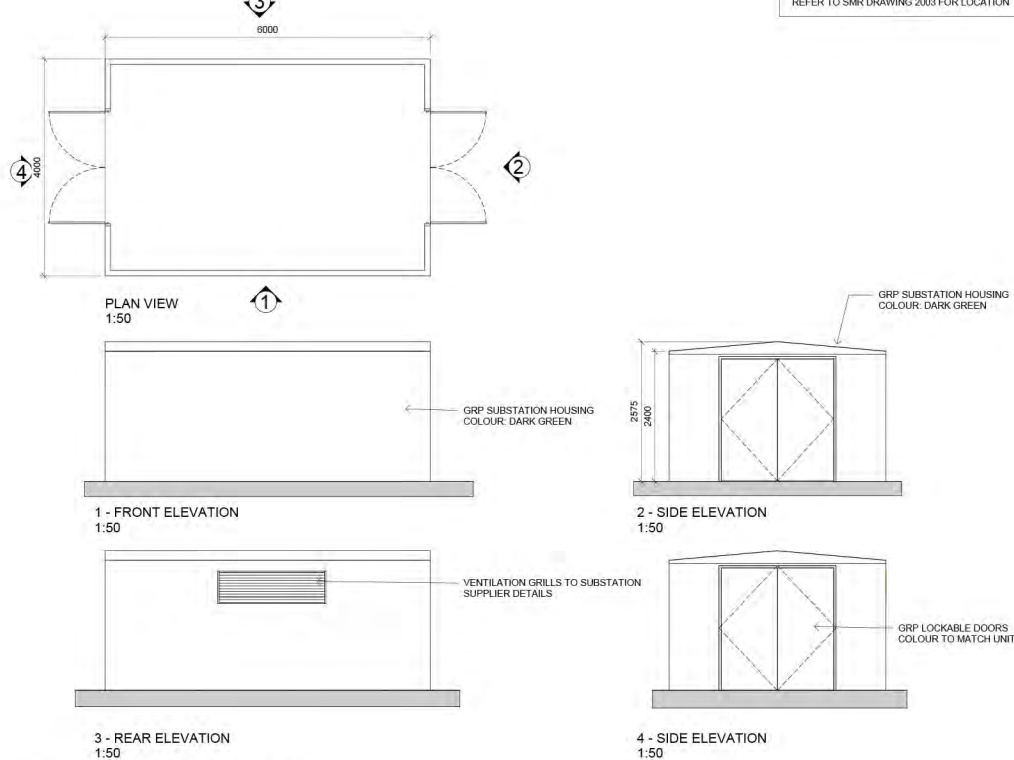 REFER TO SMR DRAWING 2003 FOR LOCATION
3
6000
4
4000
2
PLAN VIEW
1:50
1
GRP SUBSTATION HOUSING
COLOUR: DARK GREEN
GRP SUBSTATION HOUSING
COLOUR: DARK GREEN
2575
2400
1 - FRONT ELEVATION
1:50
2 - SIDE ELEVATION
1:50
VENTILATION GRILLS TO SUBSTATION
SUPPLIER DETAILS
GRP LOCKABLE DOORS
COLOUR TO MATCH UNIT
3 - REAR ELEVATION
1:50
4 - SIDE ELEVATION
1:50